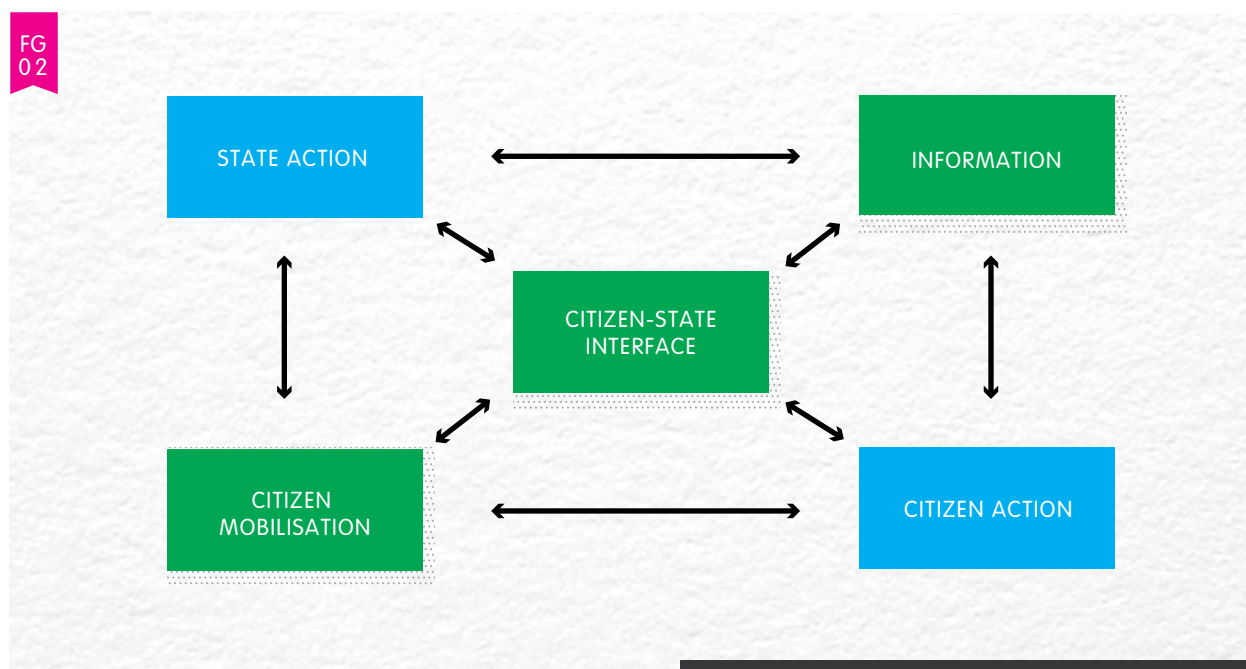 FG
02
STATE ACTION
INFORMATION
CITIZEN-STATE
INTERFACE
CITIZEN
MOBILISATION
CITIZEN ACTION